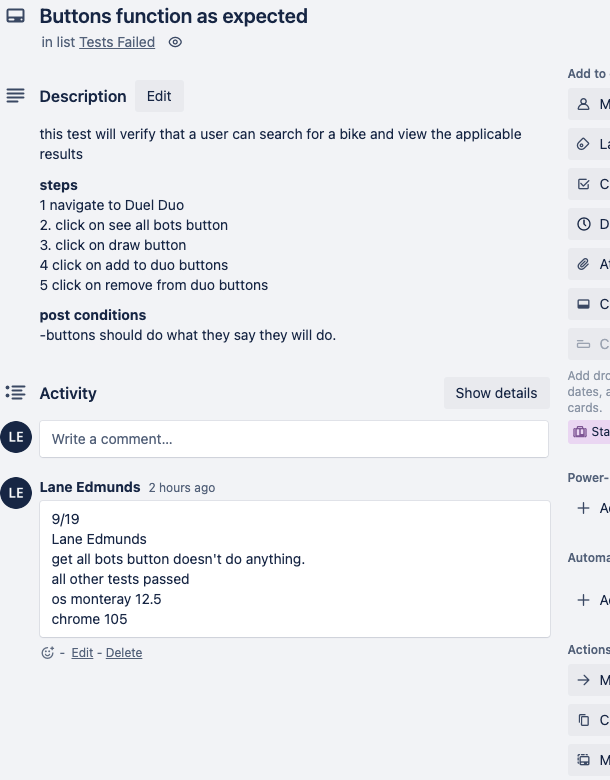 Buttons function as expected
in list Tests Failed
Add to
Description Edit
this test will verify that a user can search for a bike and view the applicable
results
steps
1 navigate to Duel Duo
2. click on see all bots button
3. click on draw button
4 click on add to duo buttons
5 click on remove from duo buttons
post conditions
-buttons should do what they say they will do.
Add dro
dates, a
cards.
Sta
Activity Show details
LE
Write a comment...
Power-
LE
Lane Edmunds 2 hours ago
9/19
Lane Edmunds
get all bots button doesn't do anything.
all other tests passed
os monteray 12.5
chrome 105
- Edit - Delete
Automa
Actions